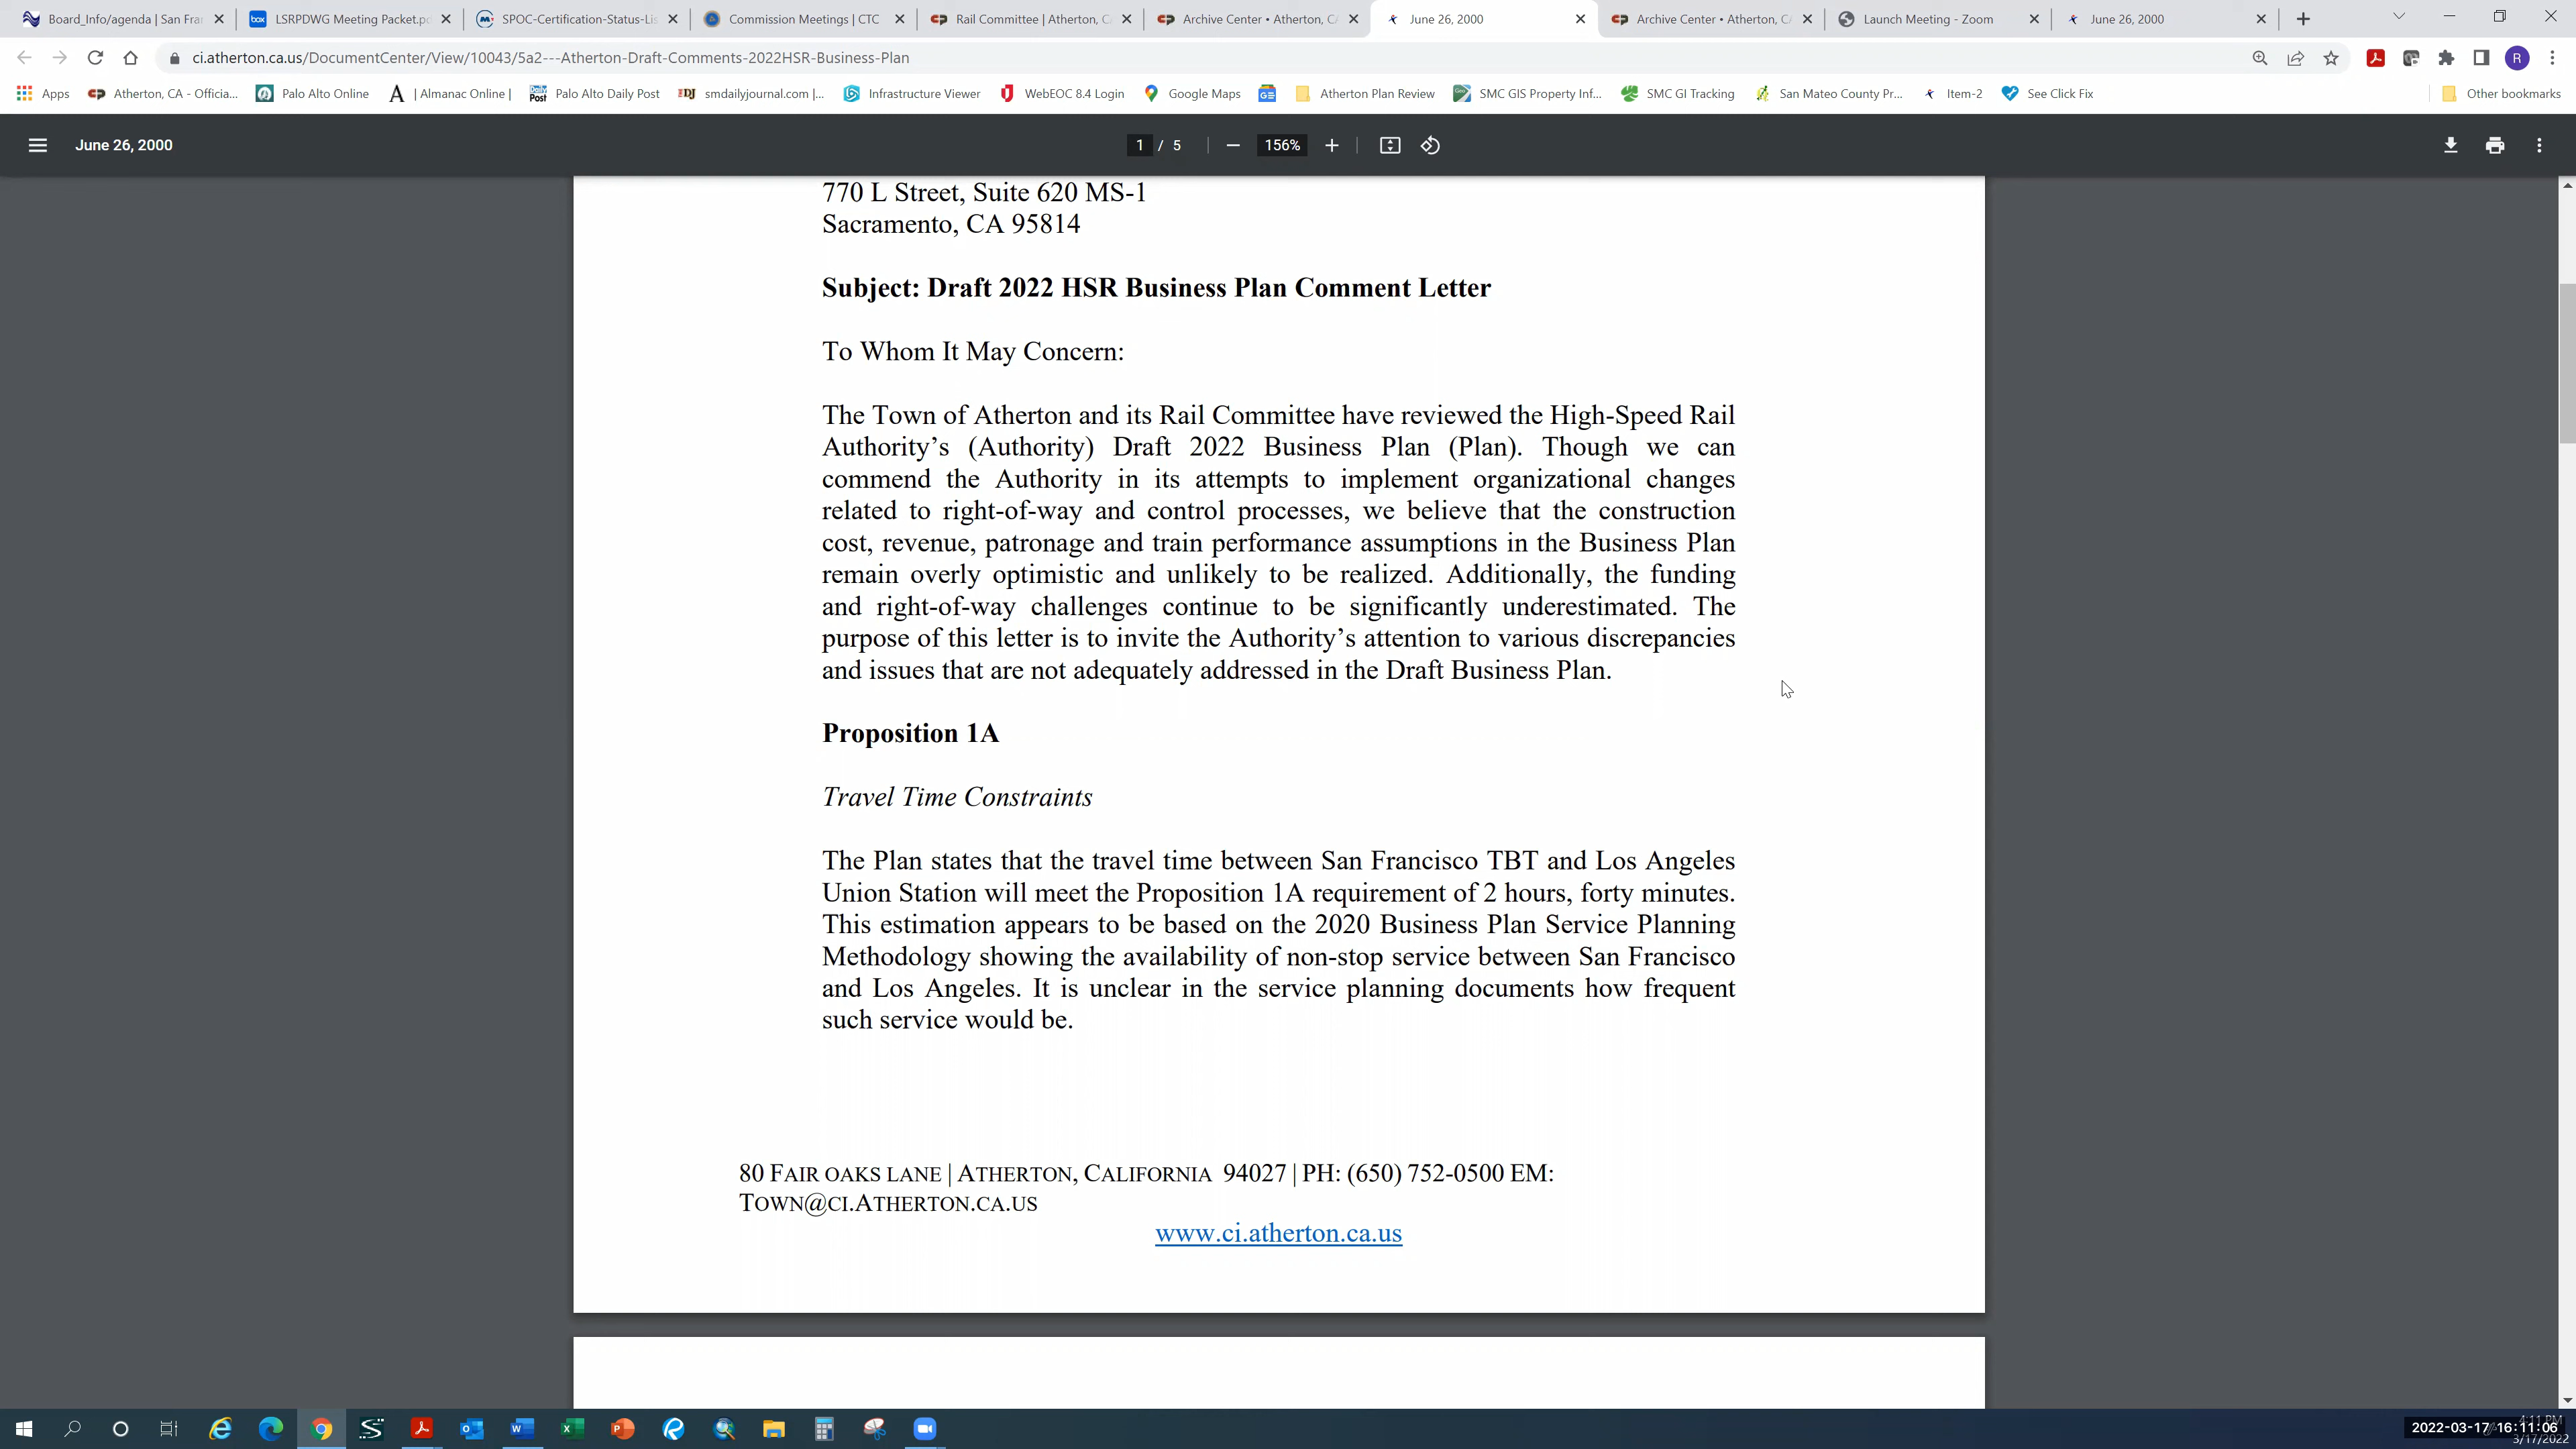 Board_Info/agenda | San Fra
LSRPDWG Meeting Packet.pd
SPOC-Certification-Status-Lis
Commission Meetings | CTC
Rail Committee | Atherton, C
Archive Center • Atherton, CA
June 26, 2000
Archive Center • Atherton, CA
Launch Meeting - Zoom
June 26, 2000
ci.atherton.ca.us/DocumentCenter/View/10043/5a2---Atherton-Draft-Comments-2022HSR-Business-Plan
R
Apps
Atherton, CA - Officia...
Palo Alto Online
A | Almanac Online |
Palo Alto Daily Post
smdailyjournal.com |...
Infrastructure Viewer
WebEOC 8.4 Login
Google Maps
Atherton Plan Review
SMC GIS Property Inf...
SMC GI Tracking
San Mateo County Pr...
Item-2
See Click Fix
Other bookmarks
June 26, 2000
1 / 5
156%
770 L Street, Suite 620 MS-1
Sacramento, CA 95814
Subject: Draft 2022 HSR Business Plan Comment Letter
To Whom It May Concern:
The Town of Atherton and its Rail Committee have reviewed the High-Speed Rail
Authority’s (Authority) Draft 2022 Business Plan (Plan). Though we can
commend the Authority in its attempts to implement organizational changes
related to right-of-way and control processes, we believe that the construction
cost, revenue, patronage and train performance assumptions in the Business Plan
remain overly optimistic and unlikely to be realized. Additionally, the funding
and right-of-way challenges continue to be significantly underestimated. The
purpose of this letter is to invite the Authority’s attention to various discrepancies
and issues that are not adequately addressed in the Draft Business Plan.
Proposition 1A
Travel Time Constraints
The Plan states that the travel time between San Francisco TBT and Los Angeles
Union Station will meet the Proposition 1A requirement of 2 hours, forty minutes.
This estimation appears to be based on the 2020 Business Plan Service Planning
Methodology showing the availability of non-stop service between San Francisco
and Los Angeles. It is unclear in the service planning documents how frequent
such service would be.
80 FAIR OAKS LANE | ATHERTON, CALIFORNIA 94027 | PH: (650) 752-0500 EM:
TOWN@CI.ATHERTON.CA.US
www.ci.atherton.ca.us
4:11 PM
2022-03-17 16:11:06
3/17/2022